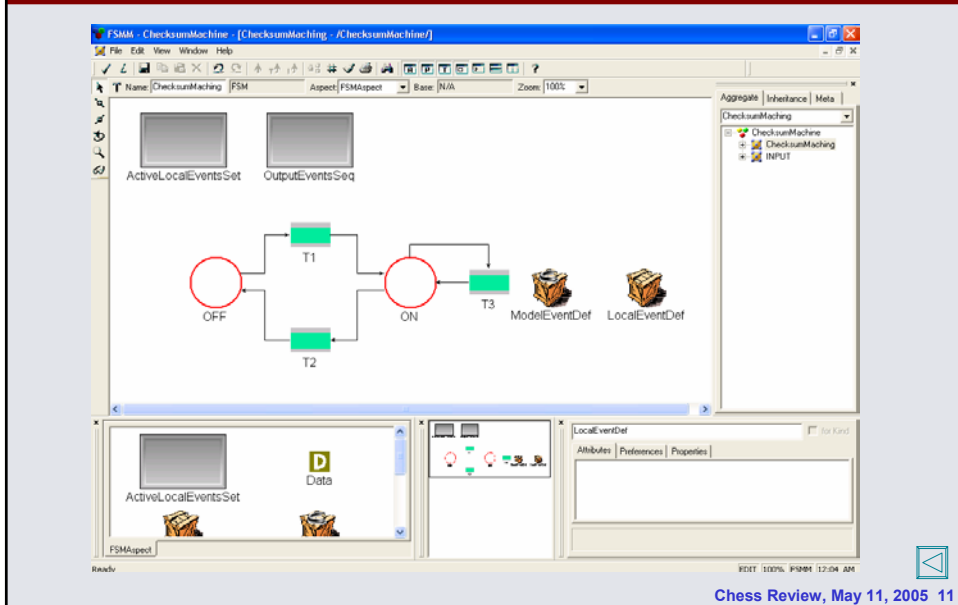 FSMM - ChecksumMachine - [ChecksumMaching - /ChecksumMachine/]
File Edit View Window Help
Name: ChecksumMaching FSM Aspect: FSMAspect Base: N/A Zoom: 100%
Aggregate Inheritance Meta
ChecksumMaching
ChecksumMachine
ChecksumMaching
INPUT
ActiveLocalEventsSet OutputEventsSeq
T1
OFF ON T3 ModelEventDef LocalEventDef
T2
LocalEventDef for Kind
Attributes Preferences Properties
D
Data
ActiveLocalEventsSet
FSMAspect
Ready EDIT 100% FSMM 12:04 AM
Chess Review, May 11, 2005 11